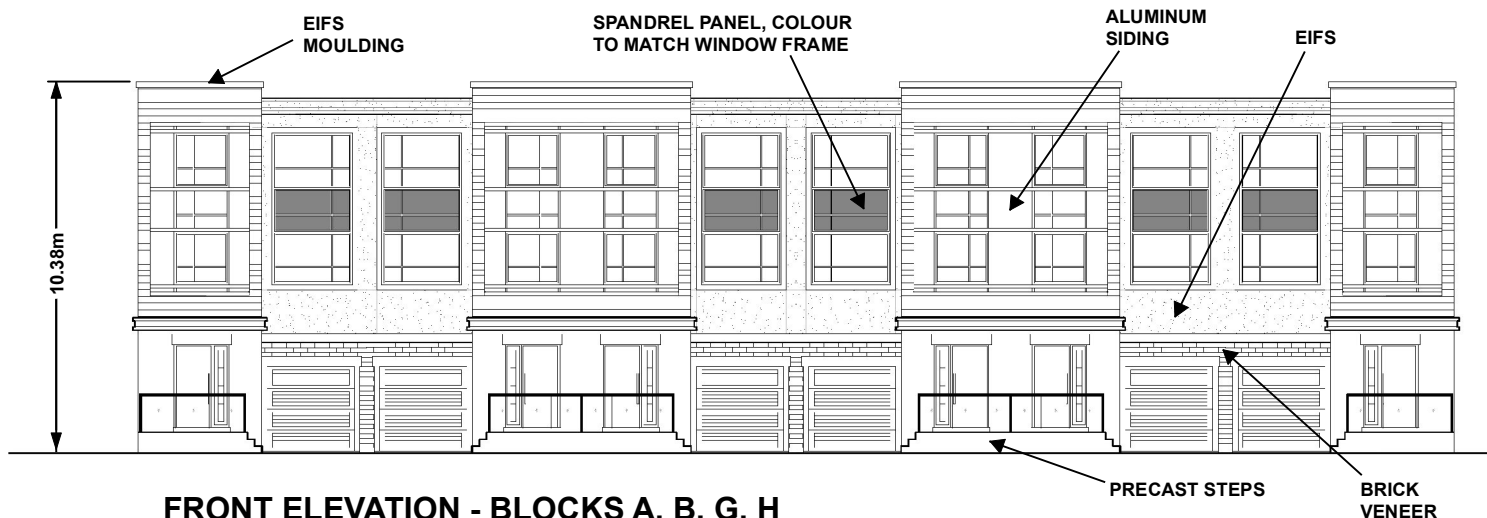 EIFS
MOULDING
SPANDREL PANEL, COLOUR
TO MATCH WINDOW FRAME
ALUMINUM
SIDING
EIFS
10.38m
PRECAST STEPS
BRICK
VENEER
FRONT ELEVATION - BLOCKS A, B, G, H